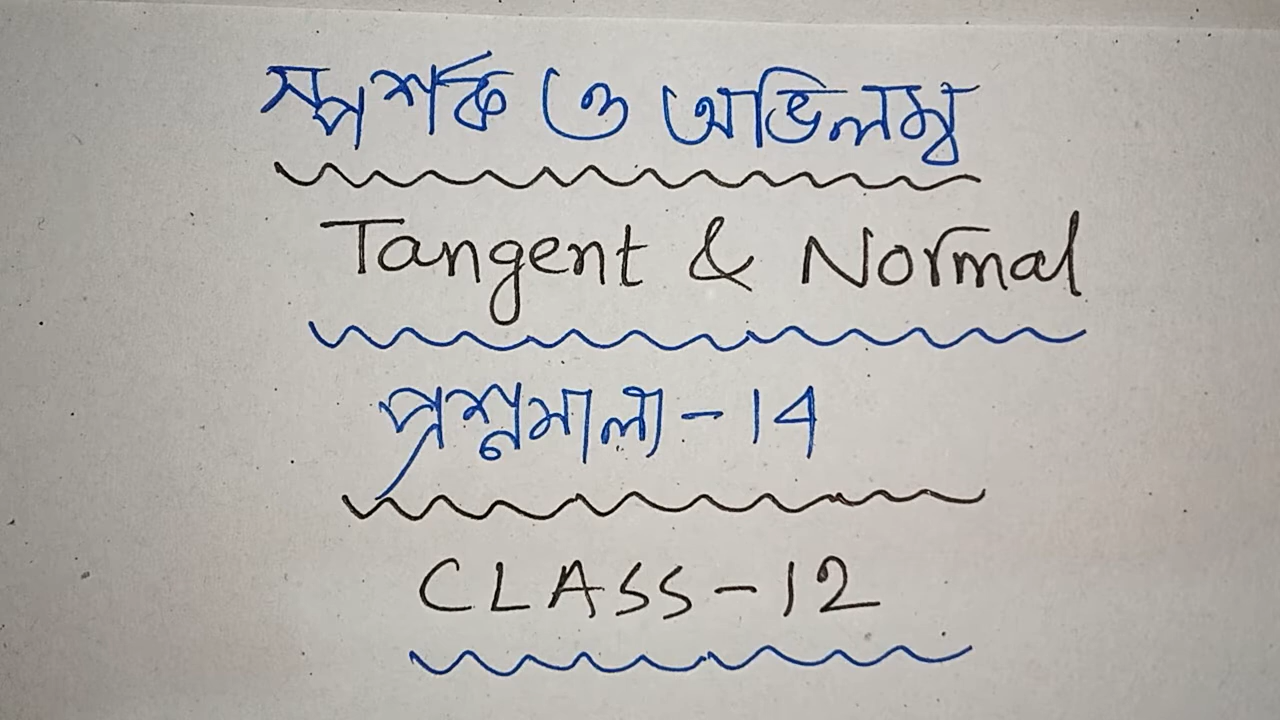 স্পর্শক ও অভিলম্ব
Tangent & Normal
প্রশ্নমালা - 14
CLASS - 12